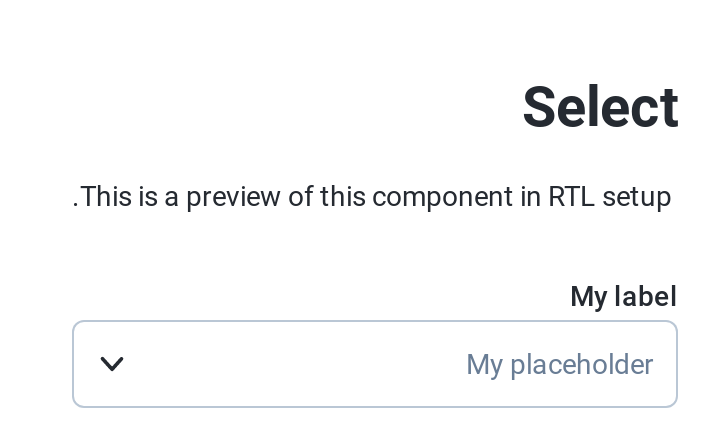 Select
.This is a preview of this component in RTL setup
My label
My placeholder